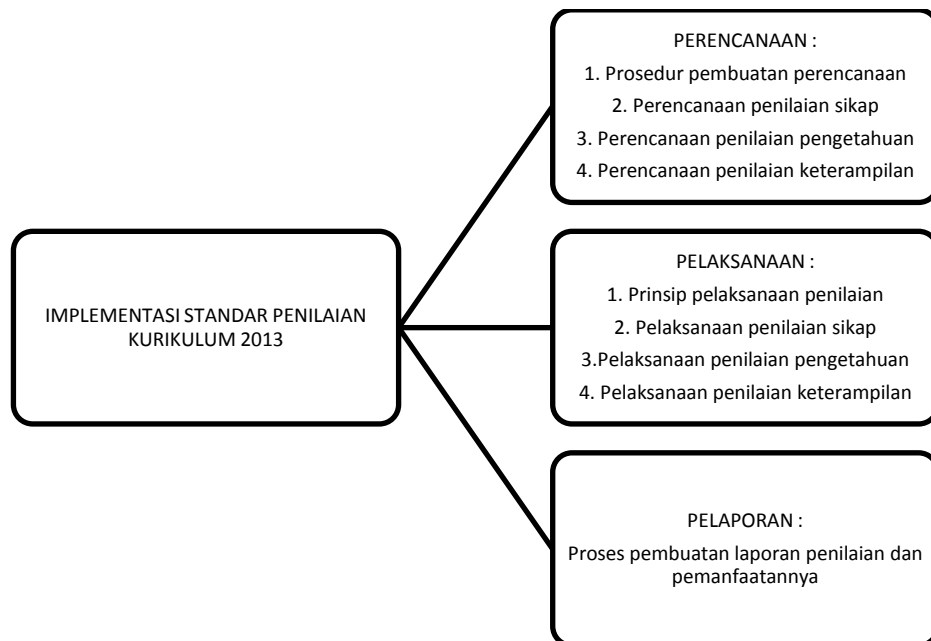 IMPLEMENTASI STANDAR PENILAIAN
KURIKULUM 2013
PERENCANAAN :
1. Prosedur pembuatan perencanaan
2. Perencanaan penilaian sikap
3. Perencanaan penilaian pengetahuan
4. Perencanaan penilaian keterampilan
PELAKSANAAN :
1. Prinsip pelaksanaan penilaian
2. Pelaksanaan penilaian sikap
3.Pelaksanaan penilaian pengetahuan
4. Pelaksanaan penilaian keterampilan
PELAPORAN :
Proses pembuatan laporan penilaian dan
pemanfaatannya